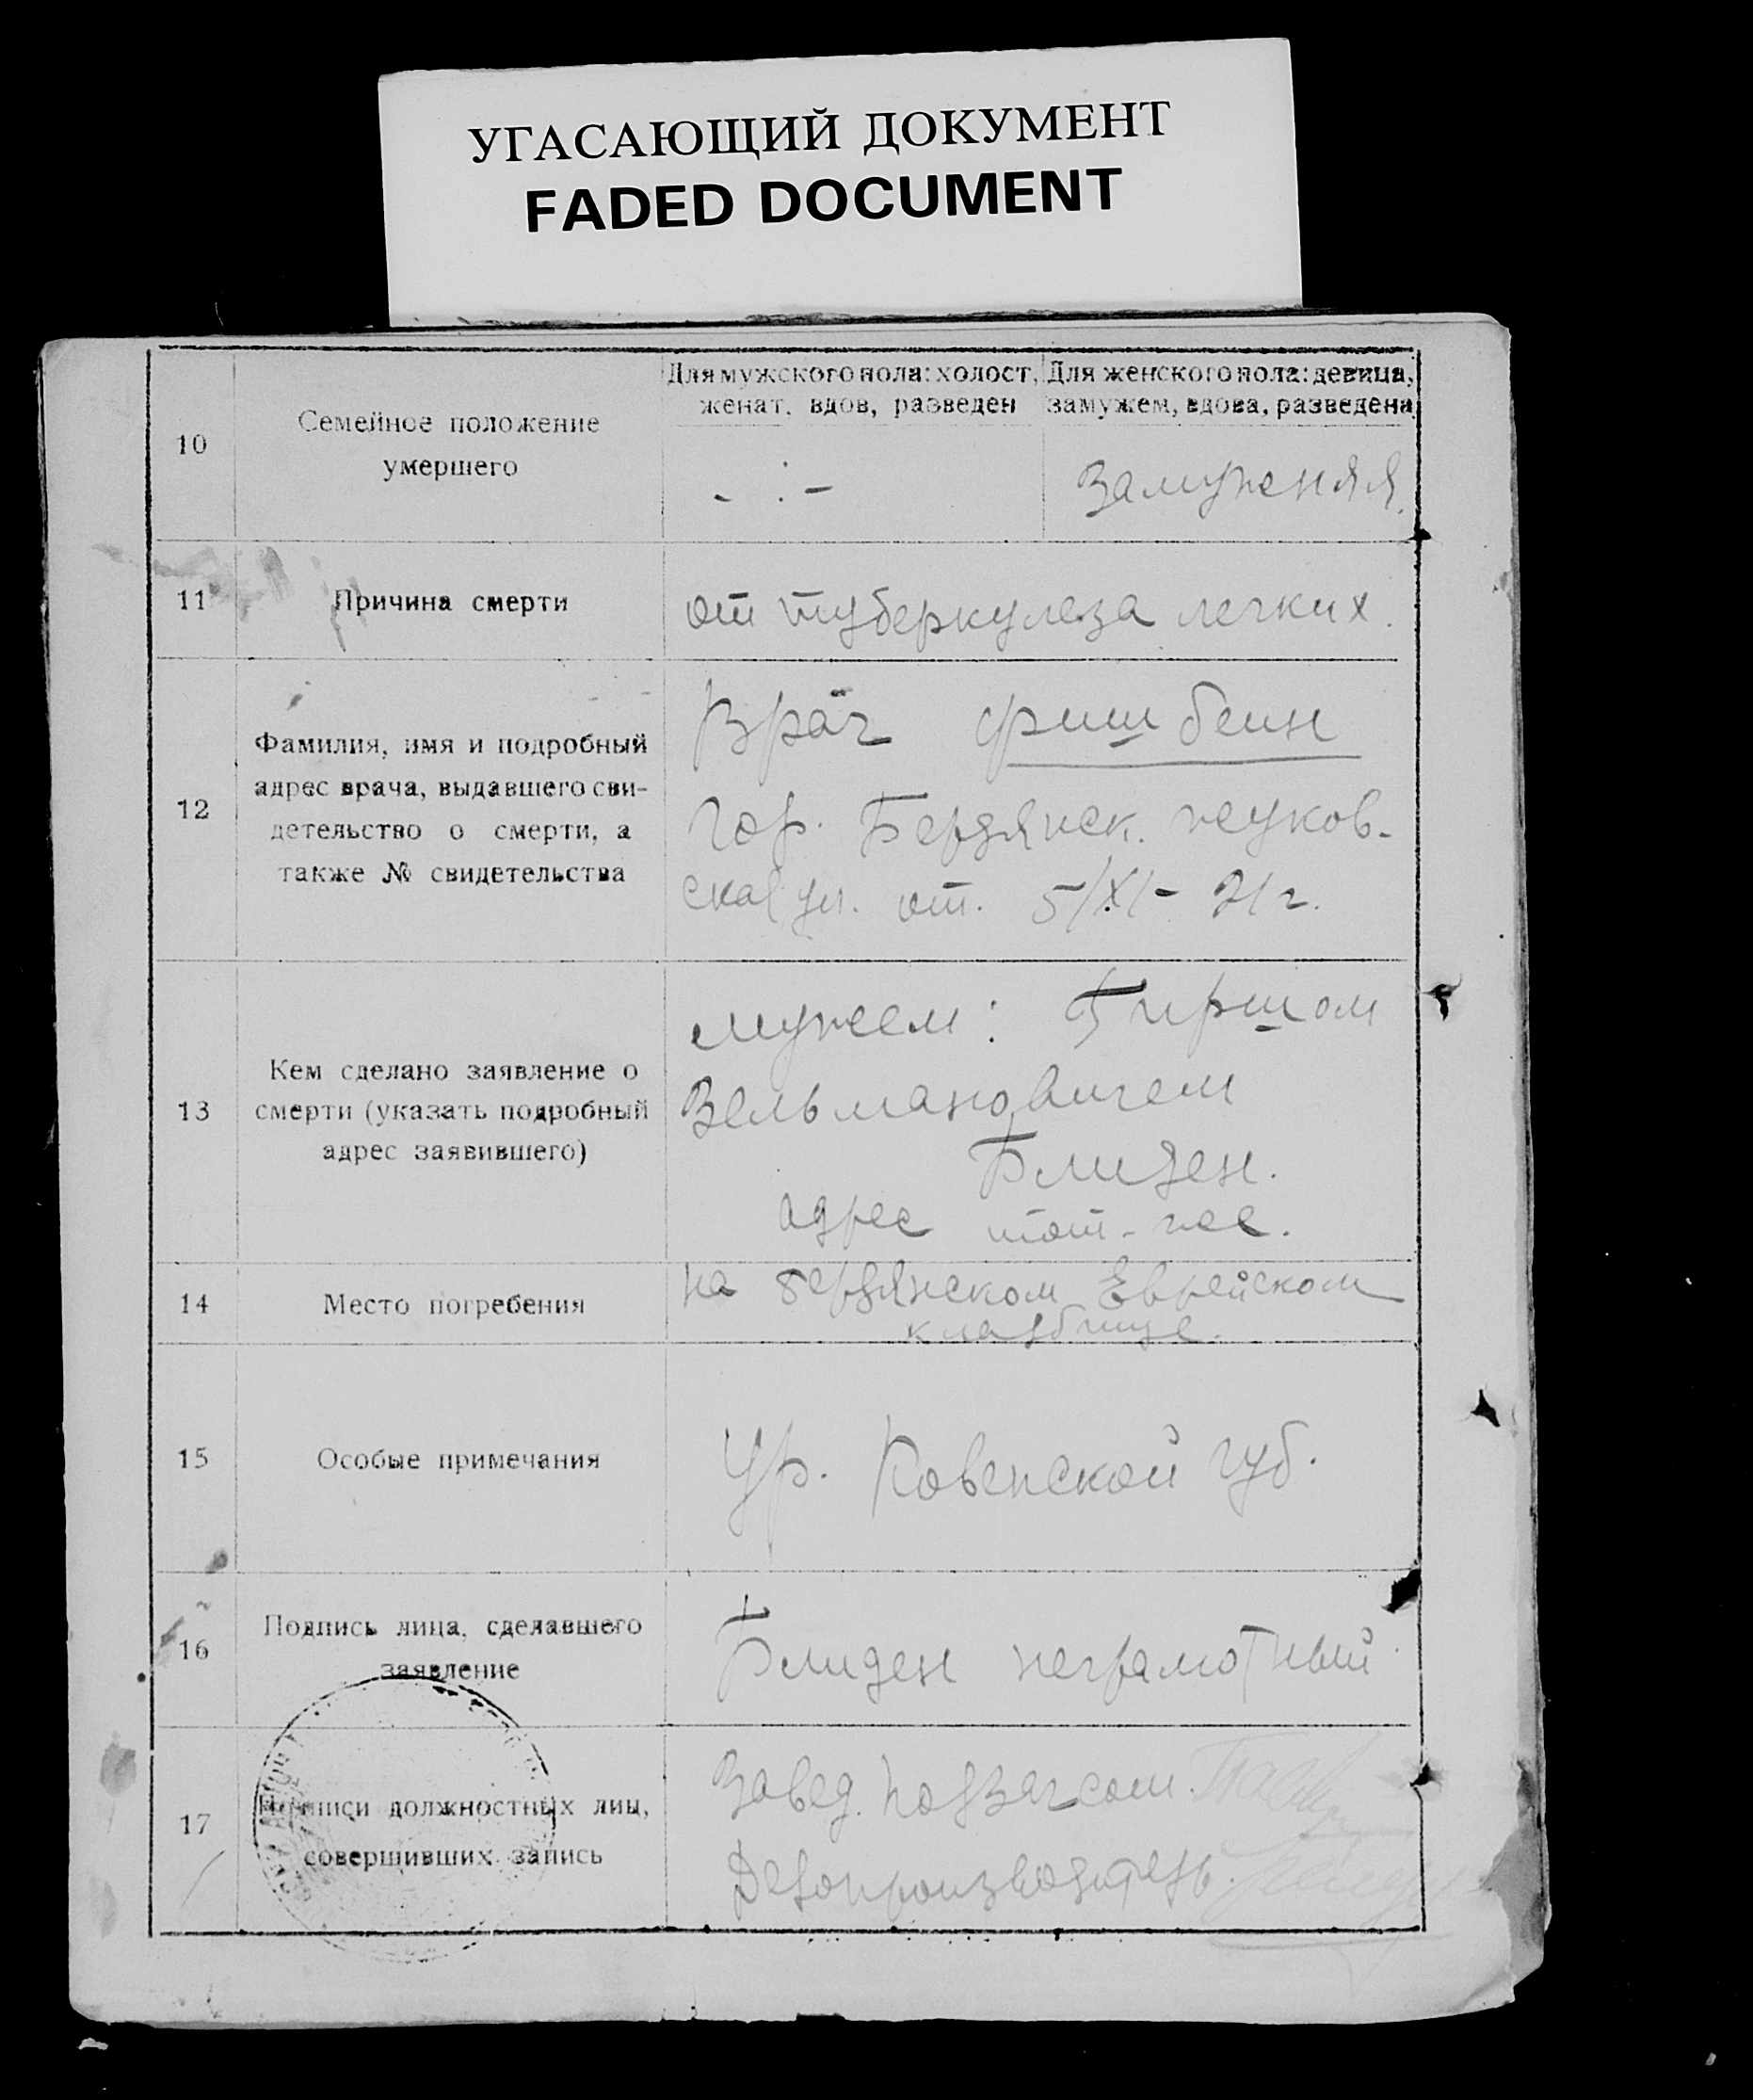 УГАСАЮЩИЙ ДОКУМЕНТ
FADED DOCUMENT
10
Семейное положение
умершего
Для мужского пола: холост,
женат, вдов, разведен
Для женского пола: девица,
замужем, вдова, разведена
- : -
Замужняя.
11
Причина смерти
от туберкулеза легких.
12
Фамилия, имя и подробный
адрес врача, выдавшего сви-
детельство о смерти, а
также № свидетельства
Врач Фишбеин
Гор. Бердянск.
ская ул. от. 5/XI- 21 г.
13
Кем сделано заявление о
смерти (указать подробный
адрес заявившего)
мужем: Гиршом
Зельмановичем
Блиден.
адрес тот-же.
14
Место погребения
на бердянском Еврейском
кладбище.
15
Особые примечания
Ур. Ковенской губ.
16
Подпись лица, сделавшего
заявление
Блиден неграмотный
17
Подписи должностных лиц,
совершивших запись
Завед. подзагсом.
Делопроизводитель.